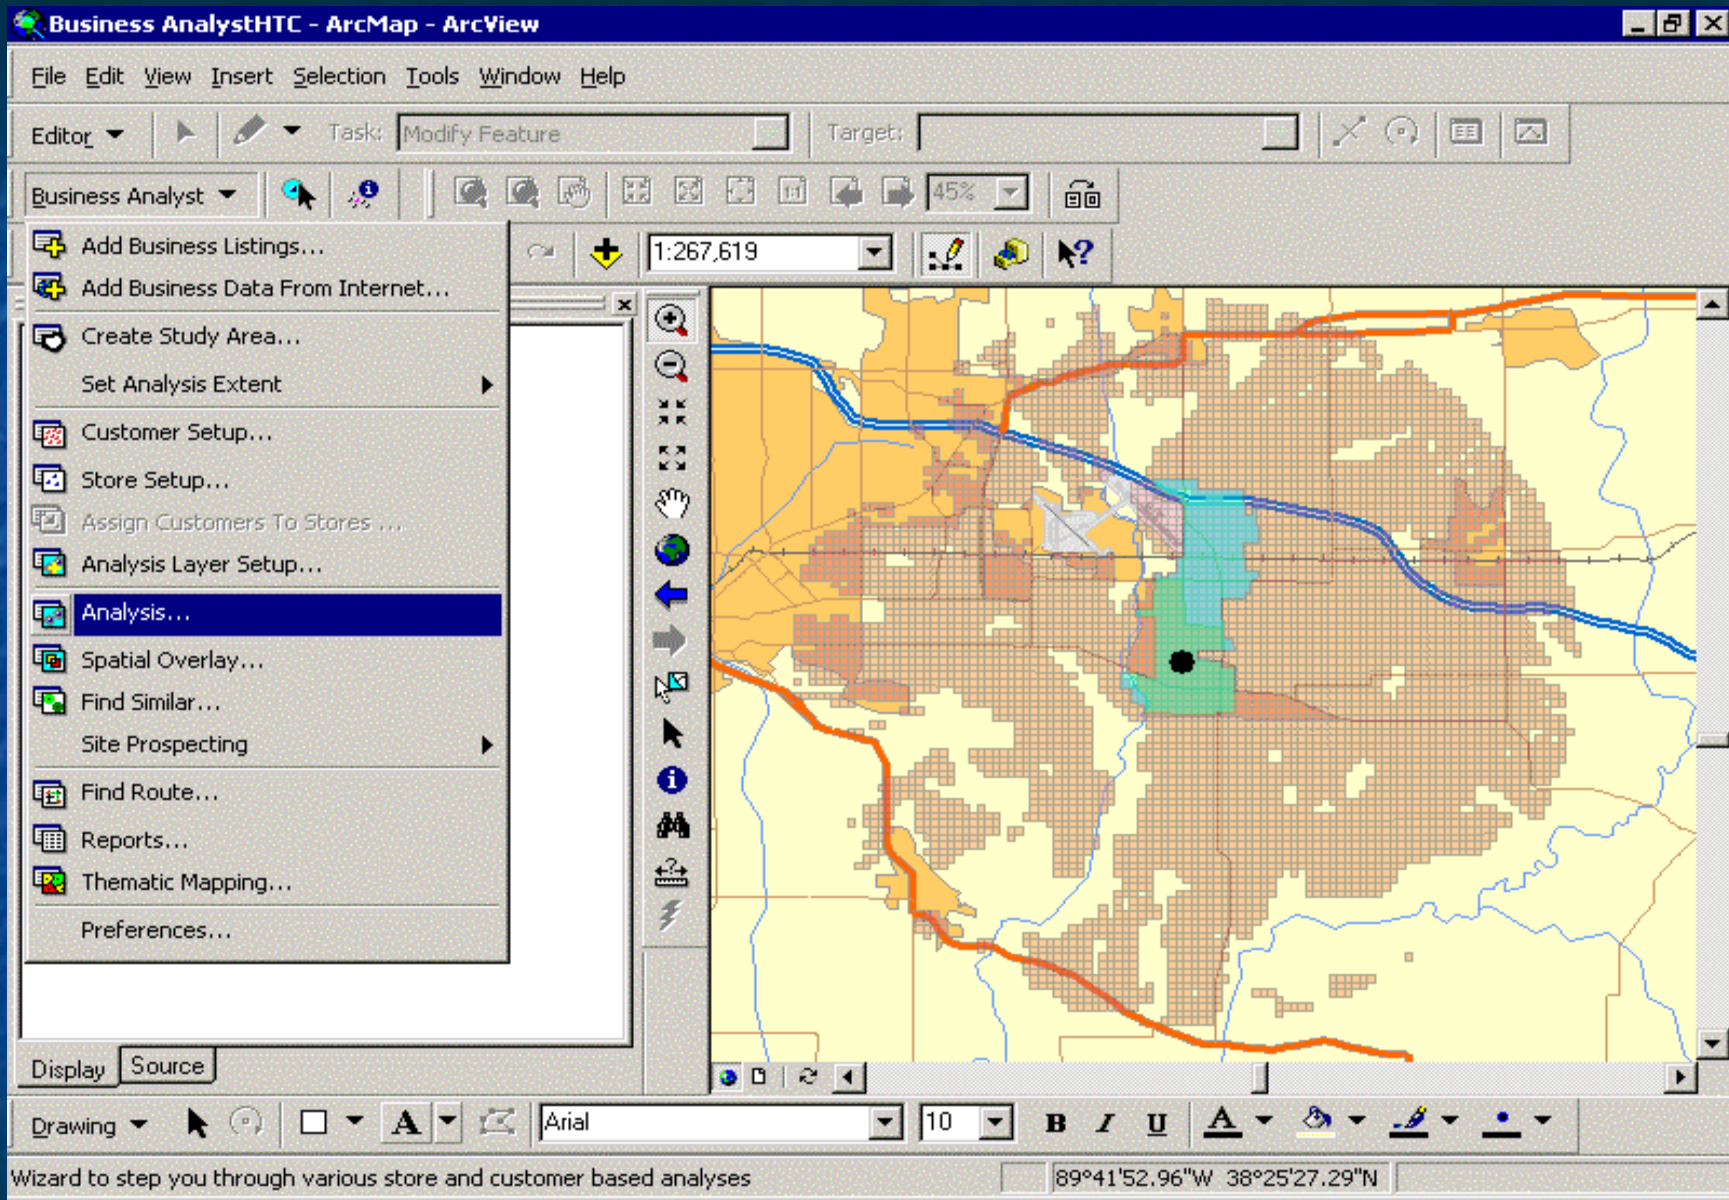 Business AnalystHTC - ArcMap - ArcView
File Edit View Insert Selection Tools Window Help
Editor Task: Modify Feature Target:
Business Analyst 1:1 45%
1:267,619
Add Business Listings...
Add Business Data From Internet...
Create Study Area...
Set Analysis Extent
Customer Setup...
Store Setup...
Assign Customers To Stores ...
Analysis Layer Setup...
Analysis...
Spatial Overlay...
Find Similar...
Site Prospecting
Find Route...
Reports...
Thematic Mapping...
Preferences...
Display Source
Drawing A Arial 10 B I U A
Wizard to step you through various store and customer based analyses 89°41'52.96"W 38°25'27.29"N